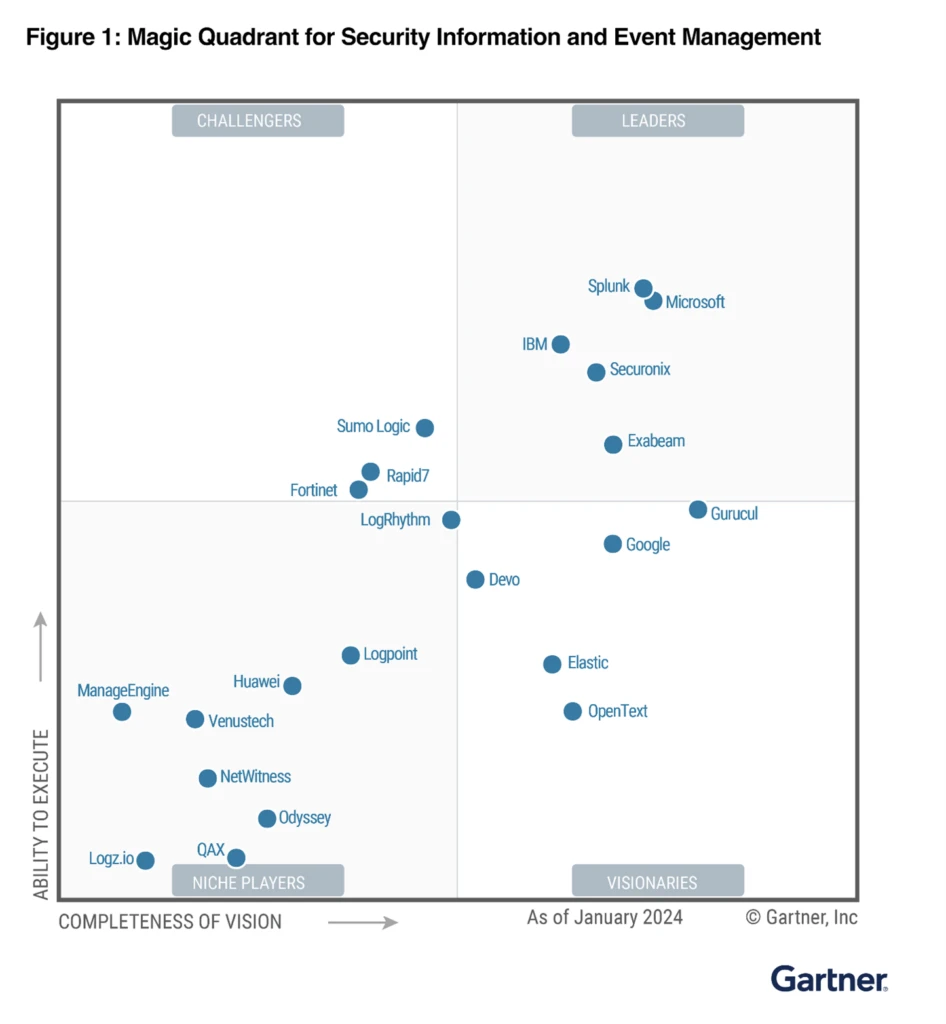 Figure 1: Magic Quadrant for Security Information and Event Management
CHALLENGERS
LEADERS
Splunk
Microsoft
IBM
Securonix
Sumo Logic
Exabeam
Rapid7
Fortinet
LogRhythm
Gurucul
Google
Devo
Logpoint
Elastic
Huawei
ManageEngine
OpenText
Venustech
NetWitness
Odyssey
QAX
Logz.io
NICHE PLAYERS
VISIONARIES
ABILITY TO EXECUTE
COMPLETENESS OF VISION
As of January 2024
© Gartner, Inc
Gartner®